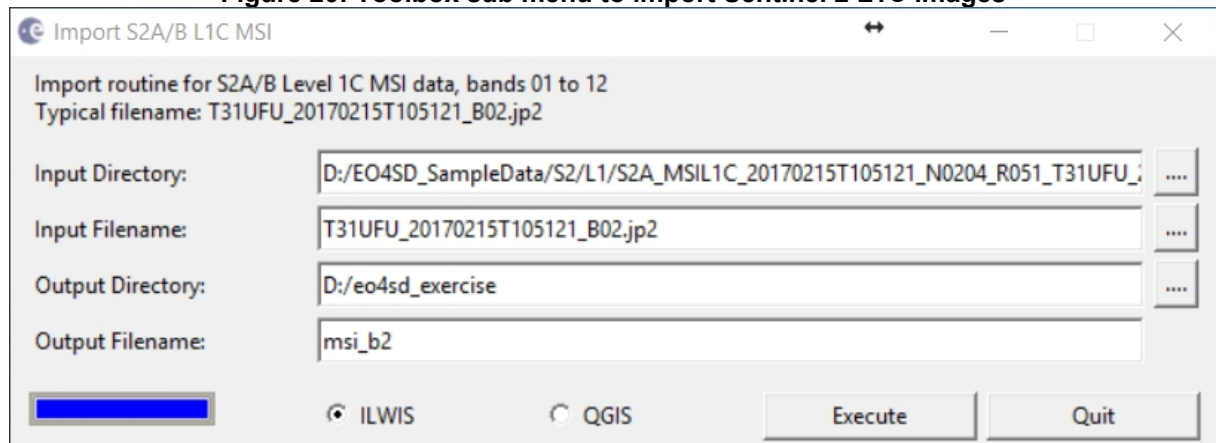 Figure 20: Toolbox sub menu to import Sentinel 2 L1C images
Import S2A/B L1C MSI
Import routine for S2A/B Level 1C MSI data, bands 01 to 12
Typical filename: T31UFU_20170215T105121_B02.jp2
Input Directory: D:/EO4SD_SampleData/S2/L1/S2A_MSIL1C_20170215T105121_N0204_R051_T31UFU_ ....
Input Filename: T31UFU_20170215T105121_B02.jp2 ....
Output Directory: D:/eo4sd_exercise ....
Output Filename: msi_b2
ILWIS QGIS Execute Quit